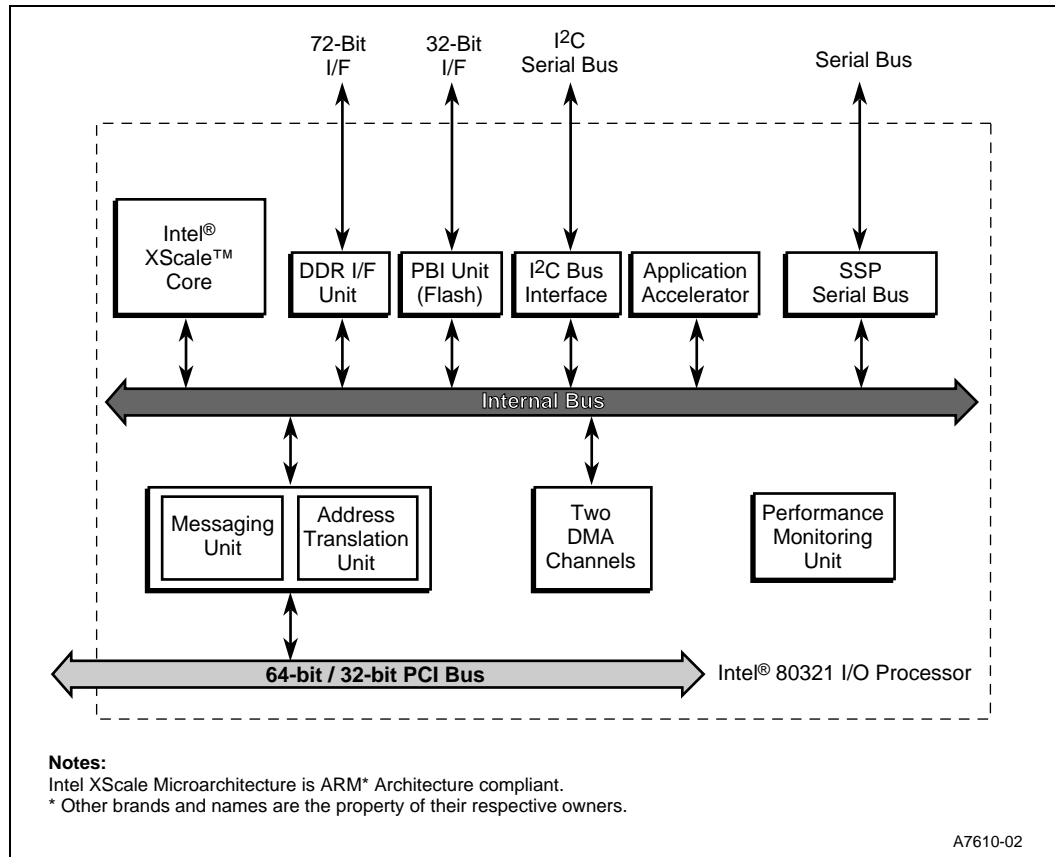 72-Bit
I/F
32-Bit
I/F
I2C
Serial Bus
Serial Bus
Intel®
XScale™
Core
DDR I/F
Unit
PBI Unit
(Flash)
I2C Bus
Interface
Application
Accelerator
SSP
Serial Bus
Internal Bus
Messaging
Unit
Address
Translation
Unit
Two
DMA
Channels
Performance
Monitoring
Unit
64-bit / 32-bit PCI Bus
Intel® 80321 I/O Processor
Notes:
Intel XScale Microarchitecture is ARM* Architecture compliant.
* Other brands and names are the property of their respective owners.
A7610-02